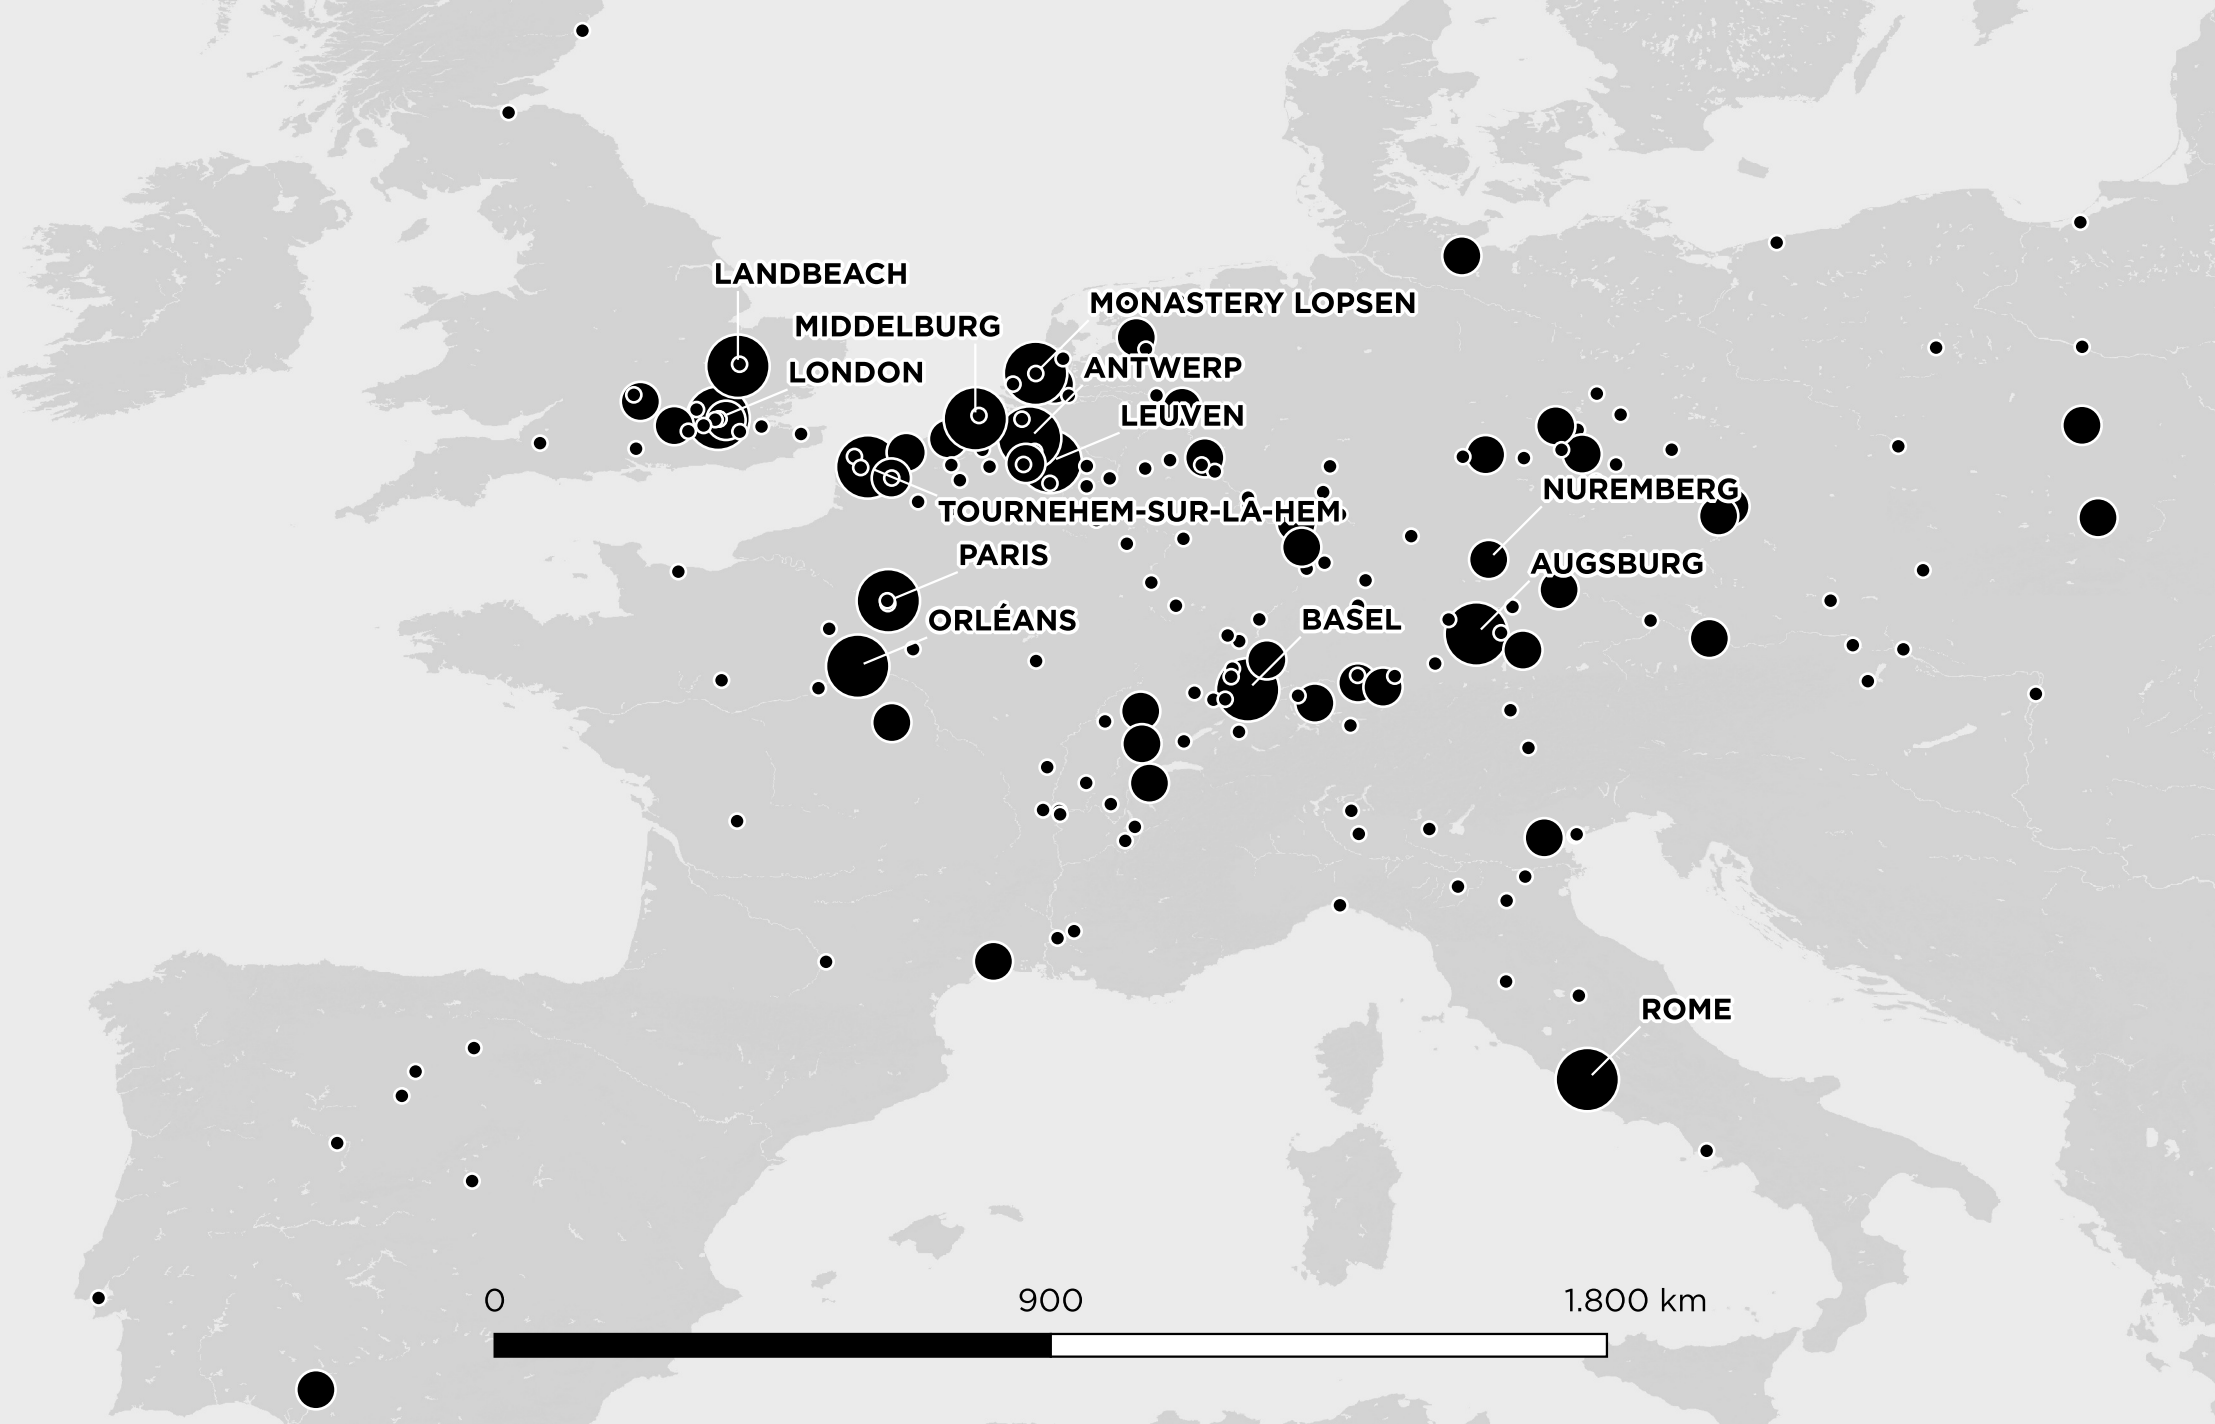 LANDBEACH
MONASTERY LOPSEN
MIDDELBURG
ANTWERP
LONDON
LEUVEN
NUREMBERG
TOURNEHEM-SUR-LA-HEM
PARIS
AUGSBURG
ORLÉANS
BASEL
ROME
0 900 1.800 km